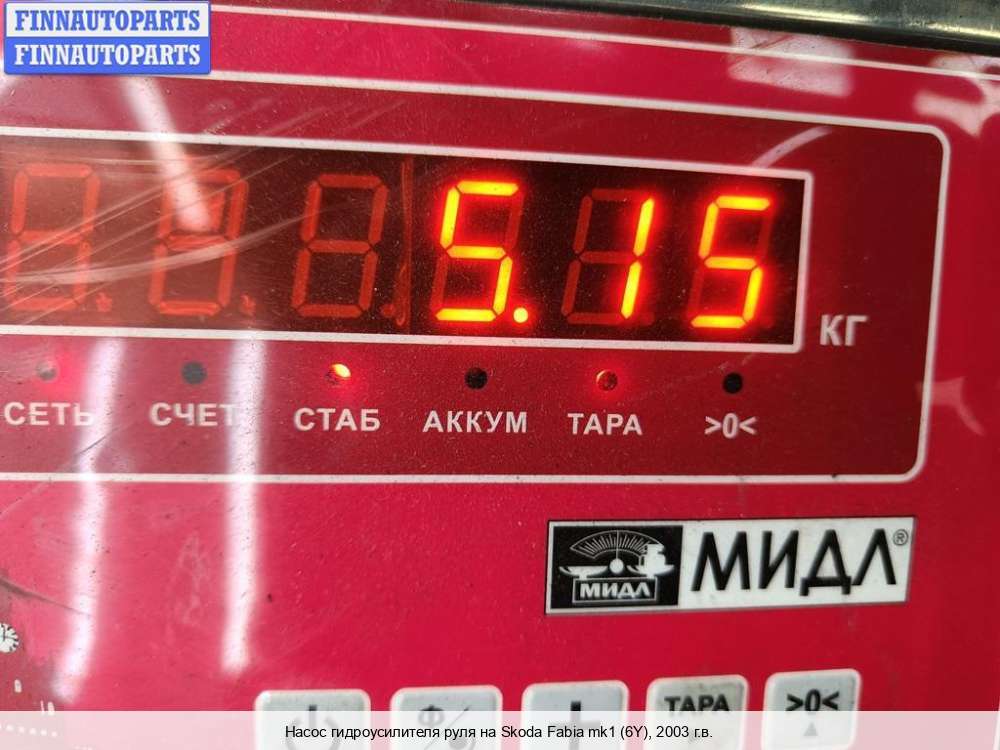 FINNAUTOPARTS
FINNAUTOPARTS
5.15
КГ
СЕТЬ СЧЕТ СТАБ АККУМ ТАРА >0<
МИДЛ МИДЛ®
ТАРА >0<
Насос гидроусилителя руля на Skoda Fabia mk1 (6Y), 2003 г.в.